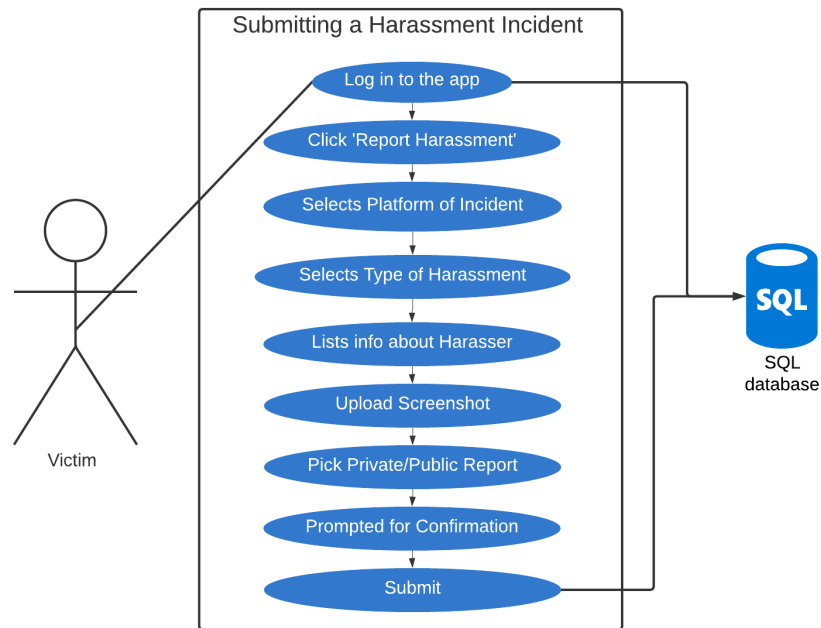 Submitting a Harassment Incident
Log in to the app
Click 'Report Harassment'
Selects Platform of Incident
Selects Type of Harassment
Lists info about Harasser
Upload Screenshot
Pick Private/Public Report
Prompted for Confirmation
Submit
Victim
SQL
SQL
database